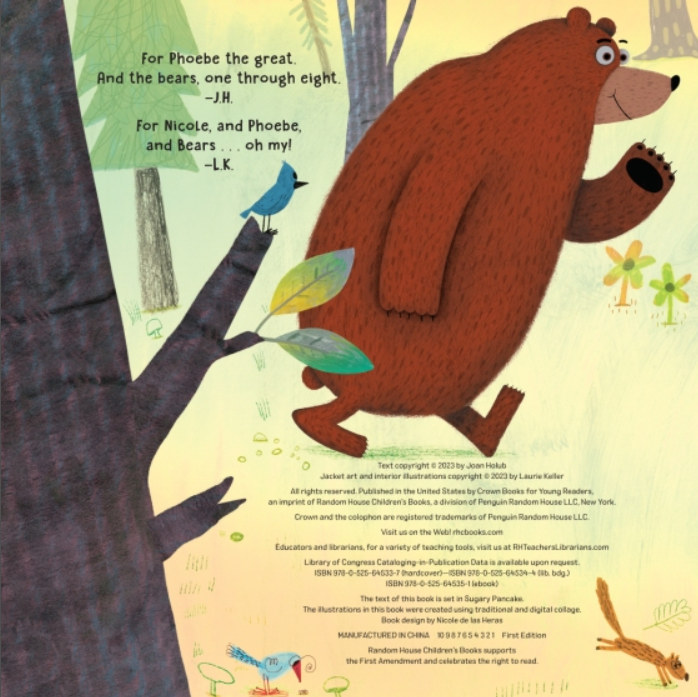 For Phoebe the great.
And the bears, one through eight.
–J.H.
For Nicole, and Phoebe,
and Bears . . . oh my!
–L.K.
Text copyright © 2023 by Joan Holub
Jacket art and interior illustrations copyright © 2023 by Laurie Keller
All rights reserved. Published in the United States by Crown Books for Young Readers,
an imprint of Random House Children's Books, a division of Penguin Random House LLC, New York.
Crown and the colophon are registered trademarks of Penguin Random House LLC.
Visit us on the Web! rhcbooks.com
Educators and librarians, for a variety of teaching tools, visit us at RHTeachersLibrarians.com
Library of Congress Cataloging-in-Publication Data is available upon request.
ISBN 978-0-525-64533-7 (hardcover)—ISBN 978-0-525-64534-4 (lib. bdg.)
ISBN 978-0-525-64535-1 (ebook)
The text of this book is set in Sugary Pancake.
The illustrations in this book were created using traditional and digital collage.
Book design by Nicole de las Heras
MANUFACTURED IN CHINA 10 9 8 7 6 5 4 3 2 1 First Edition
Random House Children's Books supports
the First Amendment and celebrates the right to read.